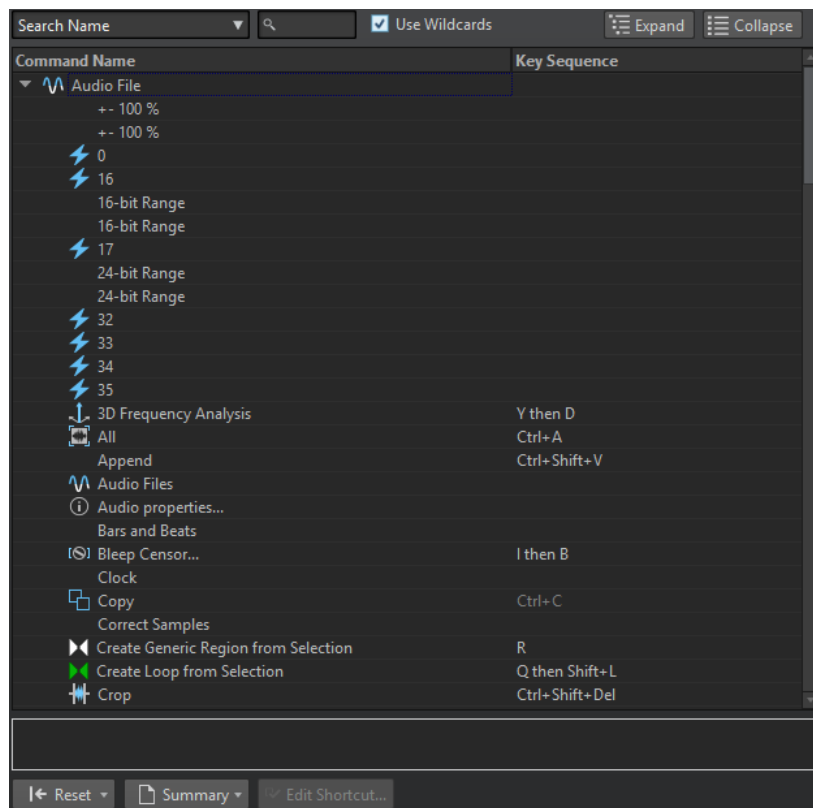 Search Name Use Wildcards Expand Collapse
Command Name Key Sequence
Audio File
+- 100 %
+- 100 %
0
16
16-bit Range
16-bit Range
17
24-bit Range
24-bit Range
32
33
34
35
3D Frequency Analysis Y then D
All Ctrl+A
Append Ctrl+Shift+V
Audio Files
Audio properties...
Bars and Beats
Bleep Censor... I then B
Clock
Copy Ctrl+C
Correct Samples
Create Generic Region from Selection R
Create Loop from Selection Q then Shift+L
Crop Ctrl+Shift+Del
Reset Summary Edit Shortcut...